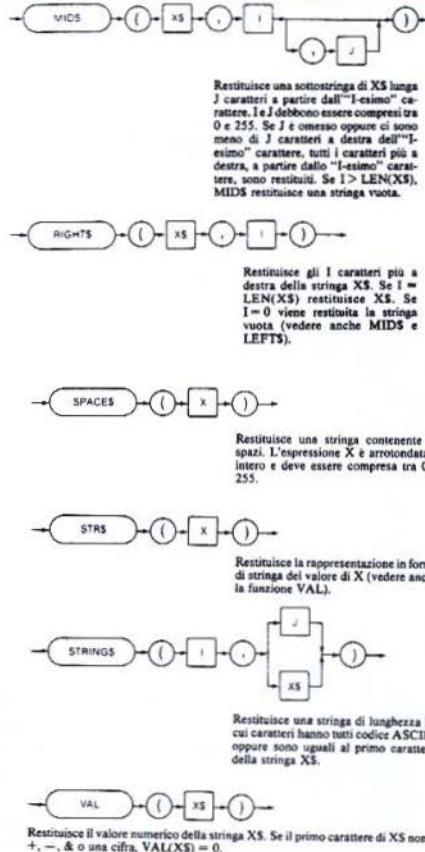 MID$ ( X$ , I , J )
Restituisce una sottostringa di X$ lunga
J caratteri a partire dall'"I-esimo" ca-
rattere. I e J debbono essere compresi tra
0 e 255. Se J è omesso oppure ci sono
meno di J caratteri a destra dell'"I-
esimo" carattere, tutti i caratteri più a
destra, a partire dallo "I-esimo" carat-
tere, sono restituiti. Se I > LEN(X$),
MID$ restituisce una stringa vuota.
RIGHT$ ( X$ , I )
Restituisce gli I caratteri più a
destra della stringa X$. Se I =
LEN(X$) restituisce X$. Se
I = 0 viene restituita la stringa
vuota (vedere anche MID$ e
LEFT$).
SPACE$ ( X )
Restituisce una stringa contenente
spazi. L'espressione X è arrotondata
intero e deve essere compresa tra 0
255.
STR$ ( X )
Restituisce la rappresentazione in for
di stringa del valore di X (vedere anc
la funzione VAL).
STRING$ ( I , J X$ )
Restituisce una stringa di lunghezza
cui caratteri hanno tutti codice ASCII
oppure sono uguali al primo caratte
della stringa X$.
VAL ( X$ )
Restituisce il valore numerico della stringa X$. Se il primo carattere di X$ non
+, −, & o una cifra, VAL(X$) = 0.